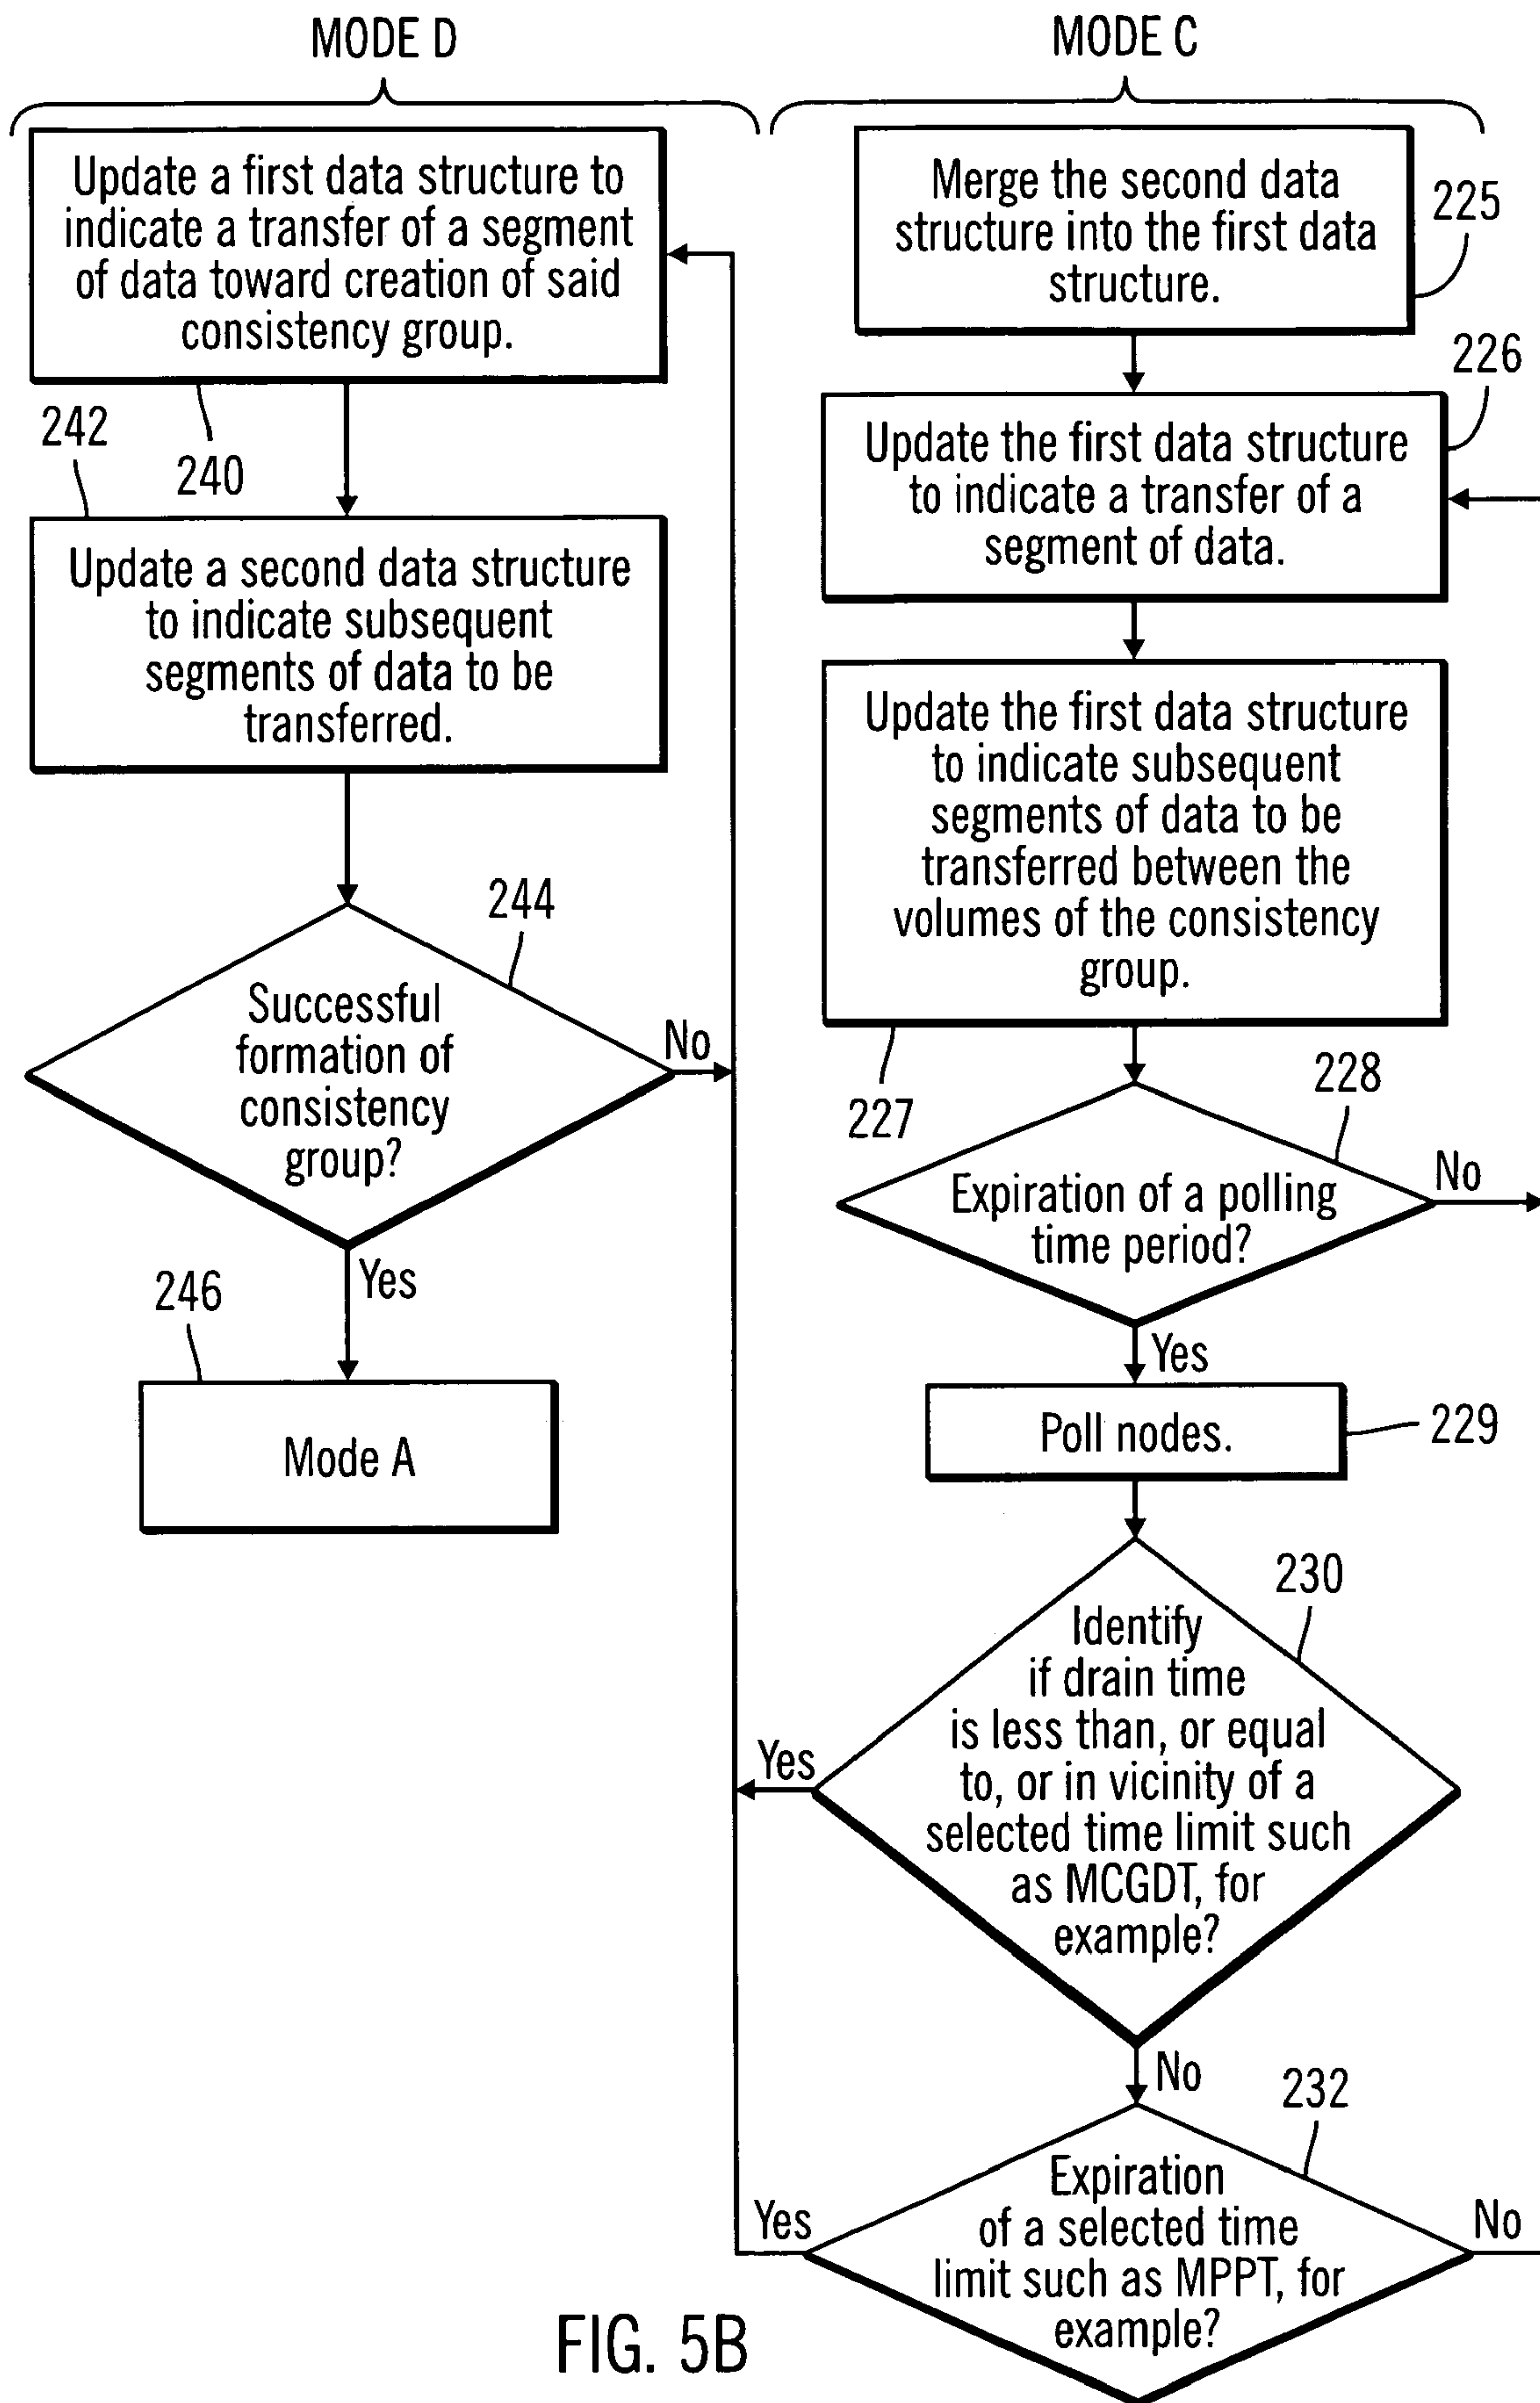 MODE D
Update a first data structure to
indicate a transfer of a segment
of data toward creation of said
consistency group.
240
242
Update a second data structure
to indicate subsequent
segments of data to be
transferred.
244
Successful
formation of
consistency
group?
No
Yes
246
Mode A
MODE C
Merge the second data
structure into the first data
structure.
225
226
Update the first data structure
to indicate a transfer of a
segment of data.
Update the first data structure
to indicate subsequent
segments of data to be
transferred between the
volumes of the consistency
group.
227
228
Expiration of a polling
time period?
No
Yes
Poll nodes.
229
230
Identify
if drain time
is less than, or equal
to, or in vicinity of a
selected time limit such
as MCGDT, for
example?
Yes
No
232
Expiration
of a selected time
limit such as MPPT, for
example?
Yes
No
FIG. 5B